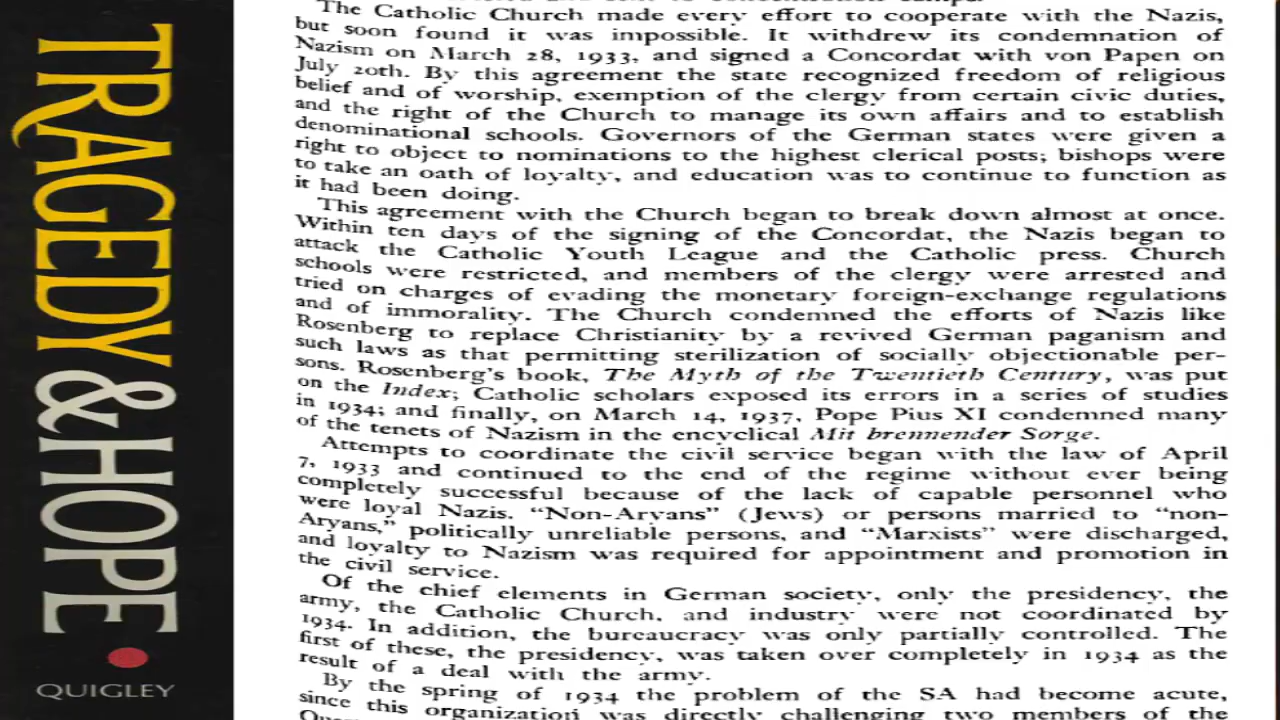 TRAGEDY & HOPE
QUIGLEY
The Catholic Church made every effort to cooperate with the Nazis,
but soon found it was impossible. It withdrew its condemnation of
Nazism on March 28, 1933, and signed a Concordat with von Papen on
July 20th. By this agreement the state recognized freedom of religious
belief and of worship, exemption of the clergy from certain civic duties,
and the right of the Church to manage its own affairs and to establish
denominational schools. Governors of the German states were given a
right to object to nominations to the highest clerical posts; bishops were
to take an oath of loyalty, and education was to continue to function as
it had been doing.
This agreement with the Church began to break down almost at once.
Within ten days of the signing of the Concordat, the Nazis began to
attack the Catholic Youth League and the Catholic press. Church
schools were restricted, and members of the clergy were arrested and
tried on charges of evading the monetary foreign-exchange regulations
and of immorality. The Church condemned the efforts of Nazis like
Rosenberg to replace Christianity by a revived German paganism and
such laws as that permitting sterilization of socially objectionable per-
sons. Rosenberg's book, The Myth of the Twentieth Century, was put
on the Index; Catholic scholars exposed its errors in a series of studies
in 1934; and finally, on March 14, 1937, Pope Pius XI condemned many
of the tenets of Nazism in the encyclical Mit brennender Sorge.
Attempts to coordinate the civil service began with the law of April
7, 1933 and continued to the end of the regime without ever being
completely successful because of the lack of capable personnel who
were loyal Nazis. “Non-Aryans” (Jews) or persons married to “non-
Aryans,” politically unreliable persons, and “Marxists” were discharged,
and loyalty to Nazism was required for appointment and promotion in
the civil service.
Of the chief elements in German society, only the presidency, the
army, the Catholic Church, and industry were not coordinated by
1934. In addition, the bureaucracy was only partially controlled. The
first of these, the presidency, was taken over completely in 1934 as the
result of a deal with the army.
By the spring of 1934 the problem of the SA had become acute,
since this organization was directly challenging two members of the